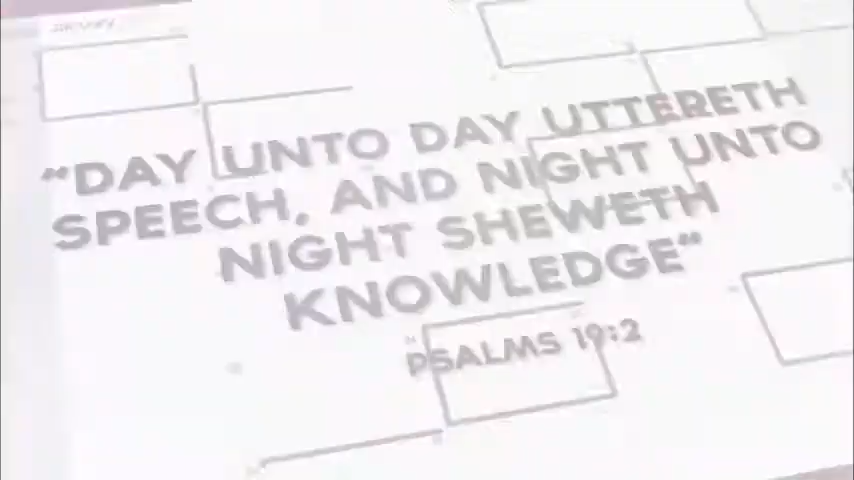 “DAY UNTO DAY UTTERETH
SPEECH, AND NIGHT UNTO
NIGHT SHEWETH
KNOWLEDGE“
PSALMS 19:2